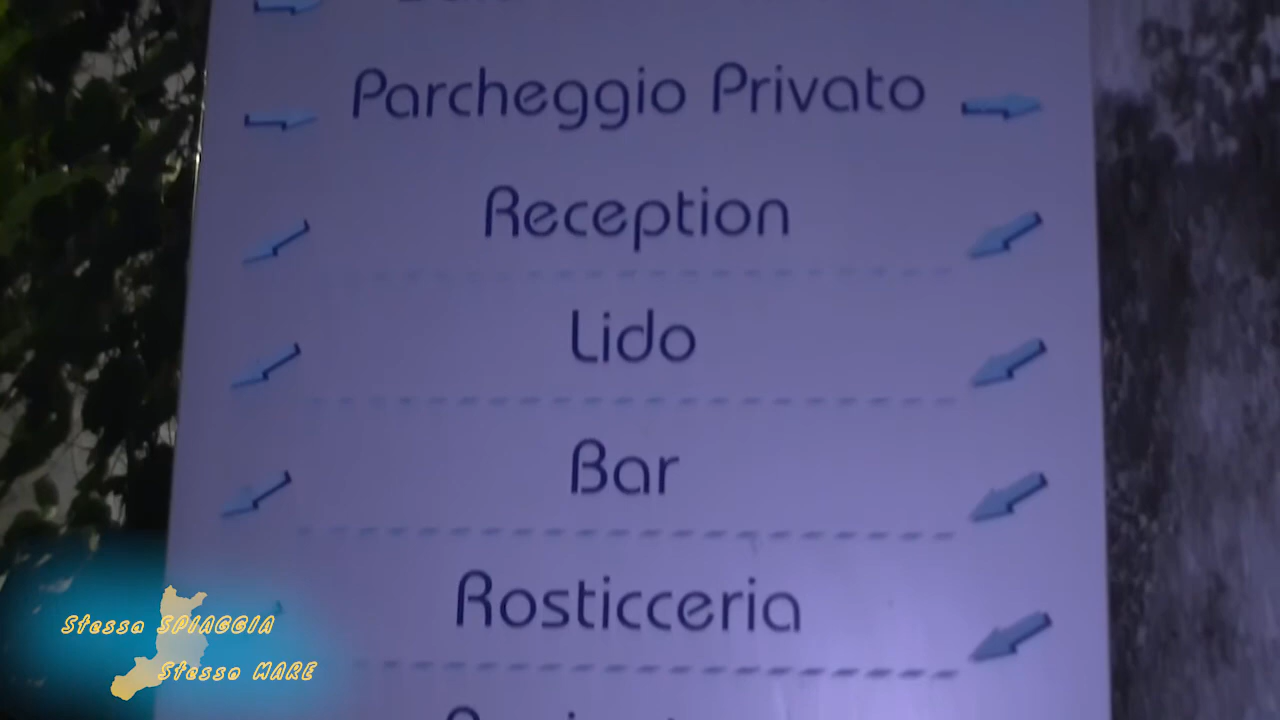 Parcheggio Privato
Reception
Lido
Bar
Rosticceria
Stessa SPIAGGIA
Stesso MARE